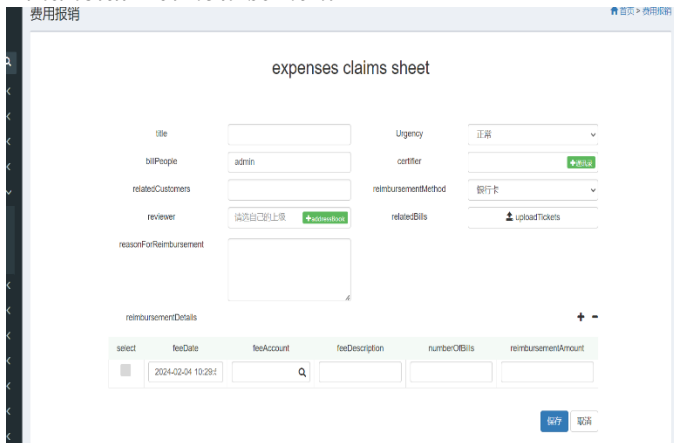 费用报销
首页 > 费用报销
expenses claims sheet
title
Urgency 正常
billPeople admin
certifier +通讯录
relatedCustomers
reimbursementMethod 银行卡
reviewer 请选自己的上级 +addressBook
relatedBills uploadTickets
reasonForReimbursement
reimbursementDetails + -
select feeDate feeAccount feeDescription numberOfBills reimbursementAmount
2024-02-04 10:29:5
保存 取消